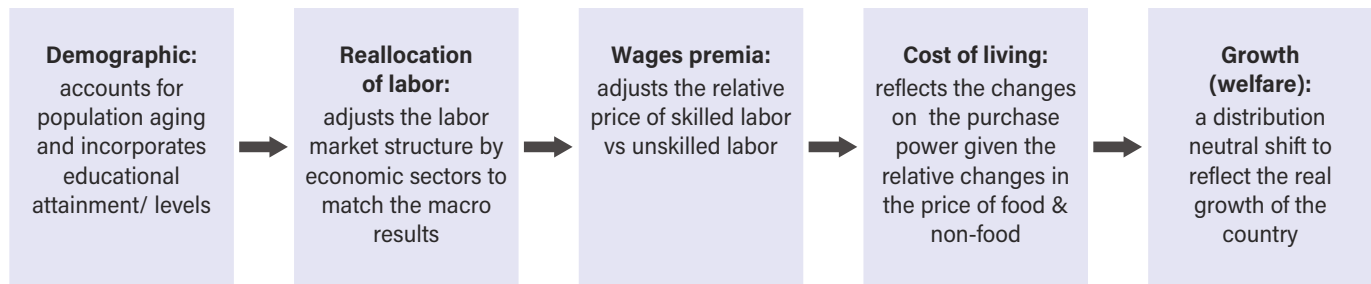 Demographic:
accounts for
population aging
and incorporates
educational
attainment/ levels
Reallocation
of labor:
adjusts the labor
market structure by
economic sectors to
match the macro
results
Wages premia:
adjusts the relative
price of skilled labor
vs unskilled labor
Cost of living:
reflects the changes
on the purchase
power given the
relative changes in
the price of food &
non-food
Growth
(welfare):
a distribution
neutral shift to
reflect the real
growth of the
country